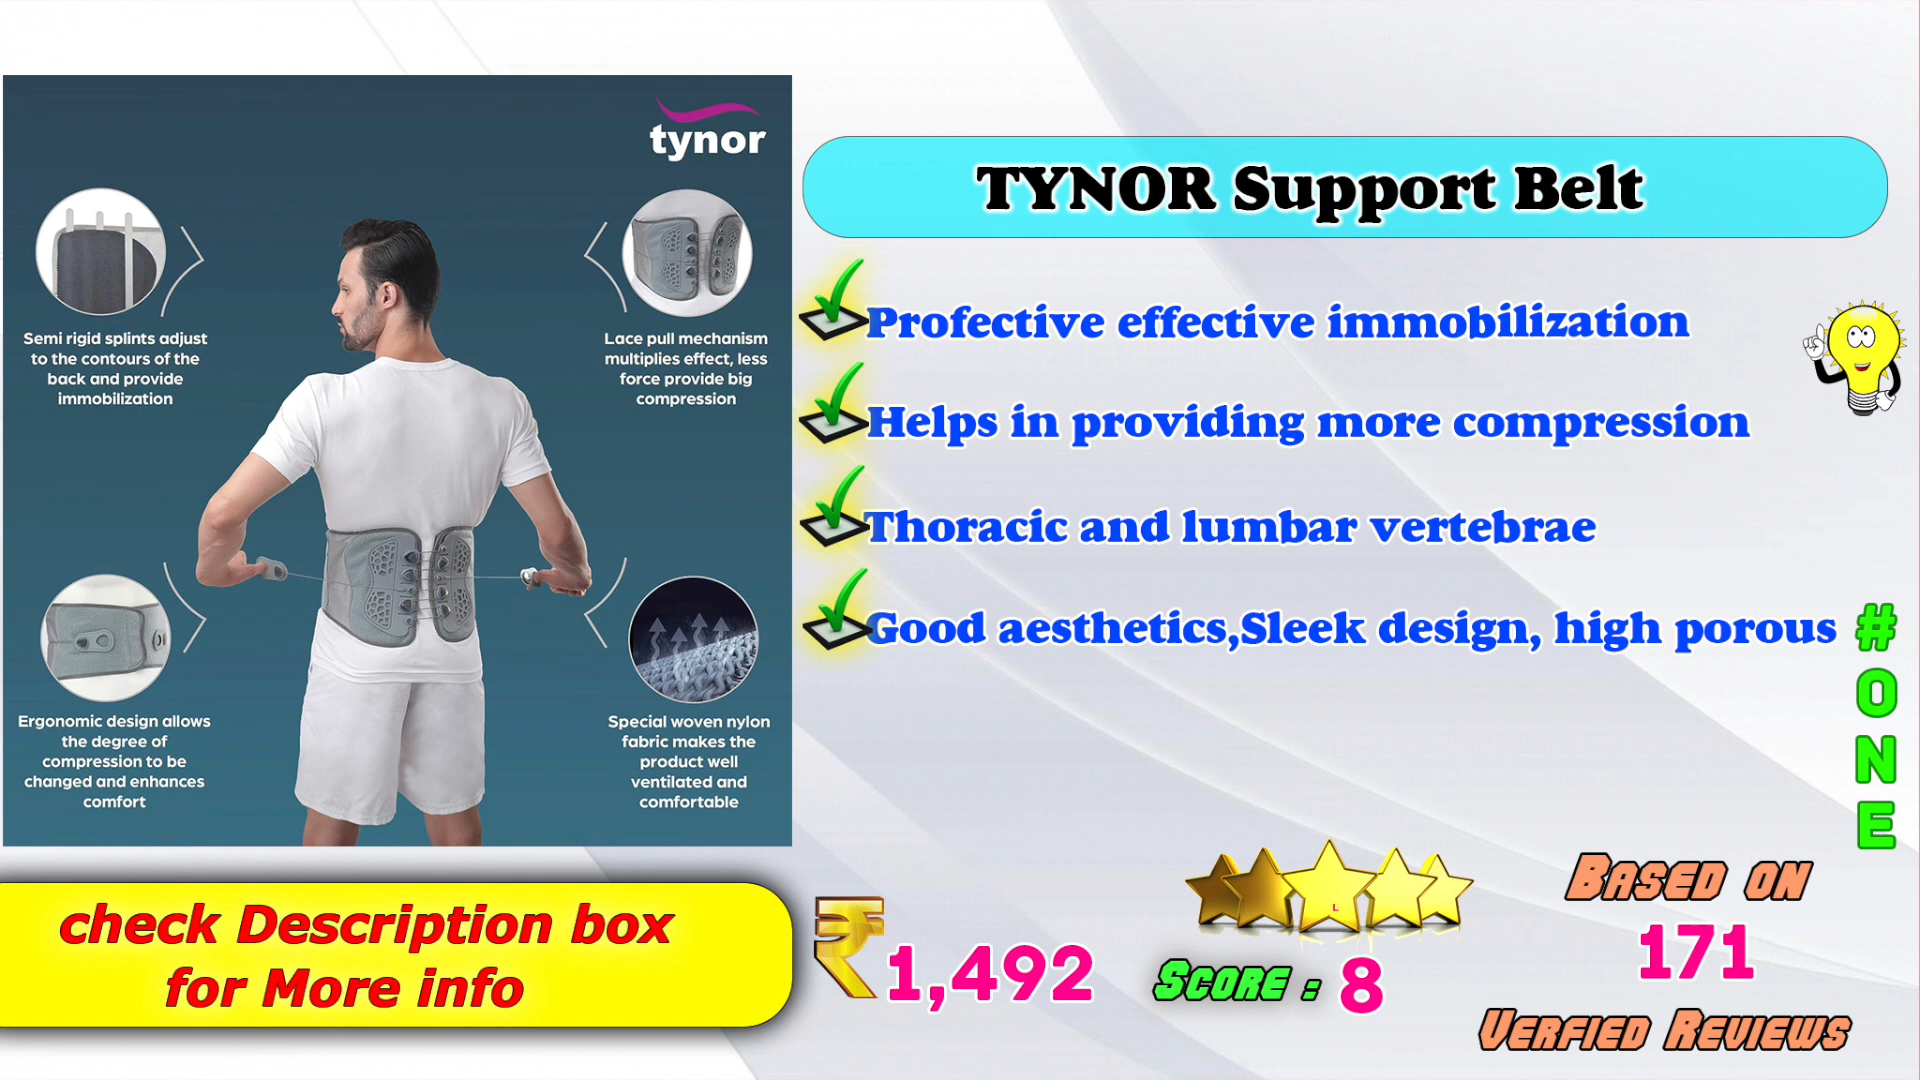 tynor
Semi rigid splints adjust
to the contours of the
back and provide
immobilization
Lace pull mechanism
multiplies effect, less
force provide big
compression
Ergonomic design allows
the degree of
compression to be
changed and enhances
comfort
Special woven nylon
fabric makes the
product well
ventilated and
comfortable
TYNOR Support Belt
Profective effective immobilization
Helps in providing more compression
Thoracic and lumbar vertebrae
Good aesthetics,Sleek design, high porous
#
O
N
E
check Description box
for More info
₹1,492
L
Score : 8
Based on
171
Verfied Reviews